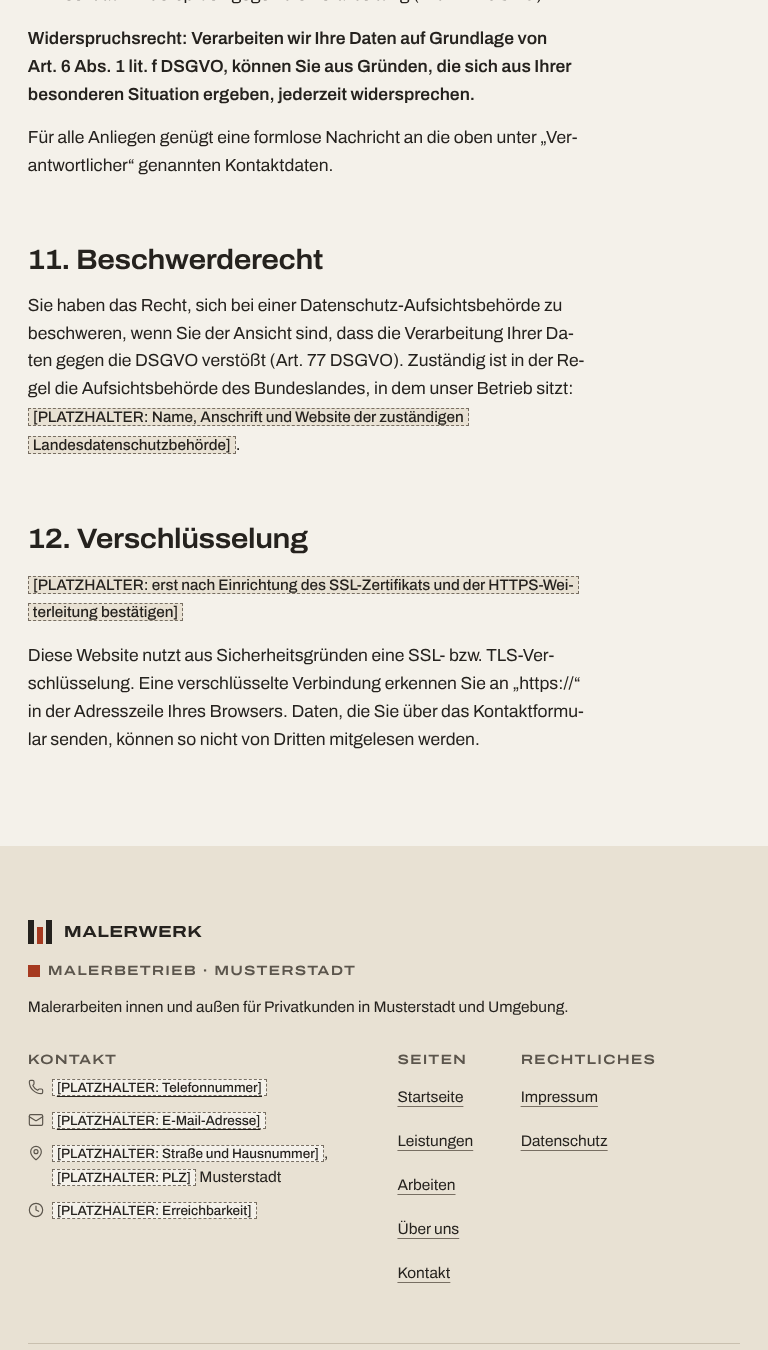 Widerspruchsrecht: Verarbeiten wir Ihre Daten auf Grundlage von
Art. 6 Abs. 1 lit. f DSGVO, können Sie aus Gründen, die sich aus Ihrer
besonderen Situation ergeben, jederzeit widersprechen.
Für alle Anliegen genügt eine formlose Nachricht an die oben unter „Ver-
antwortlicher“ genannten Kontaktdaten.
11. Beschwerderecht
Sie haben das Recht, sich bei einer Datenschutz-Aufsichtsbehörde zu
beschweren, wenn Sie der Ansicht sind, dass die Verarbeitung Ihrer Da-
ten gegen die DSGVO verstößt (Art. 77 DSGVO). Zuständig ist in der Re-
gel die Aufsichtsbehörde des Bundeslandes, in dem unser Betrieb sitzt:
[PLATZHALTER: Name, Anschrift und Website der zuständigen
Landesdatenschutzbehörde].
12. Verschlüsselung
[PLATZHALTER: erst nach Einrichtung des SSL-Zertifikats und der HTTPS-Wei-
terleitung bestätigen]
Diese Website nutzt aus Sicherheitsgründen eine SSL- bzw. TLS-Ver-
schlüsselung. Eine verschlüsselte Verbindung erkennen Sie an „https://“
in der Adresszeile Ihres Browsers. Daten, die Sie über das Kontaktformu-
lar senden, können so nicht von Dritten mitgelesen werden.
MALERWERK
MALERBETRIEB · MUSTERSTADT
Malerarbeiten innen und außen für Privatkunden in Musterstadt und Umgebung.
KONTAKT
[PLATZHALTER: Telefonnummer]
[PLATZHALTER: E-Mail-Adresse]
[PLATZHALTER: Straße und Hausnummer],
[PLATZHALTER: PLZ] Musterstadt
[PLATZHALTER: Erreichbarkeit]
SEITEN
Startseite
Leistungen
Arbeiten
Über uns
Kontakt
RECHTLICHES
Impressum
Datenschutz